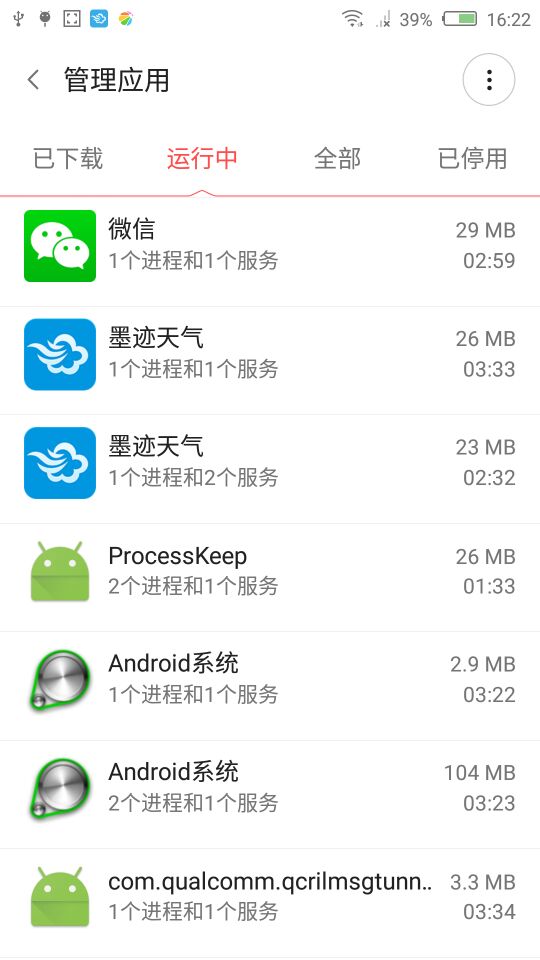 39% 16:22
管理应用
已下载 运行中 全部 已停用
微信 29 MB
1个进程和1个服务 02:59
墨迹天气 26 MB
1个进程和1个服务 03:33
墨迹天气 23 MB
1个进程和2个服务 02:32
ProcessKeep 26 MB
2个进程和1个服务 01:33
Android系统 2.9 MB
1个进程和1个服务 03:22
Android系统 104 MB
2个进程和1个服务 03:23
com.qualcomm.qcrilmsgtunn.. 3.3 MB
1个进程和1个服务 03:34